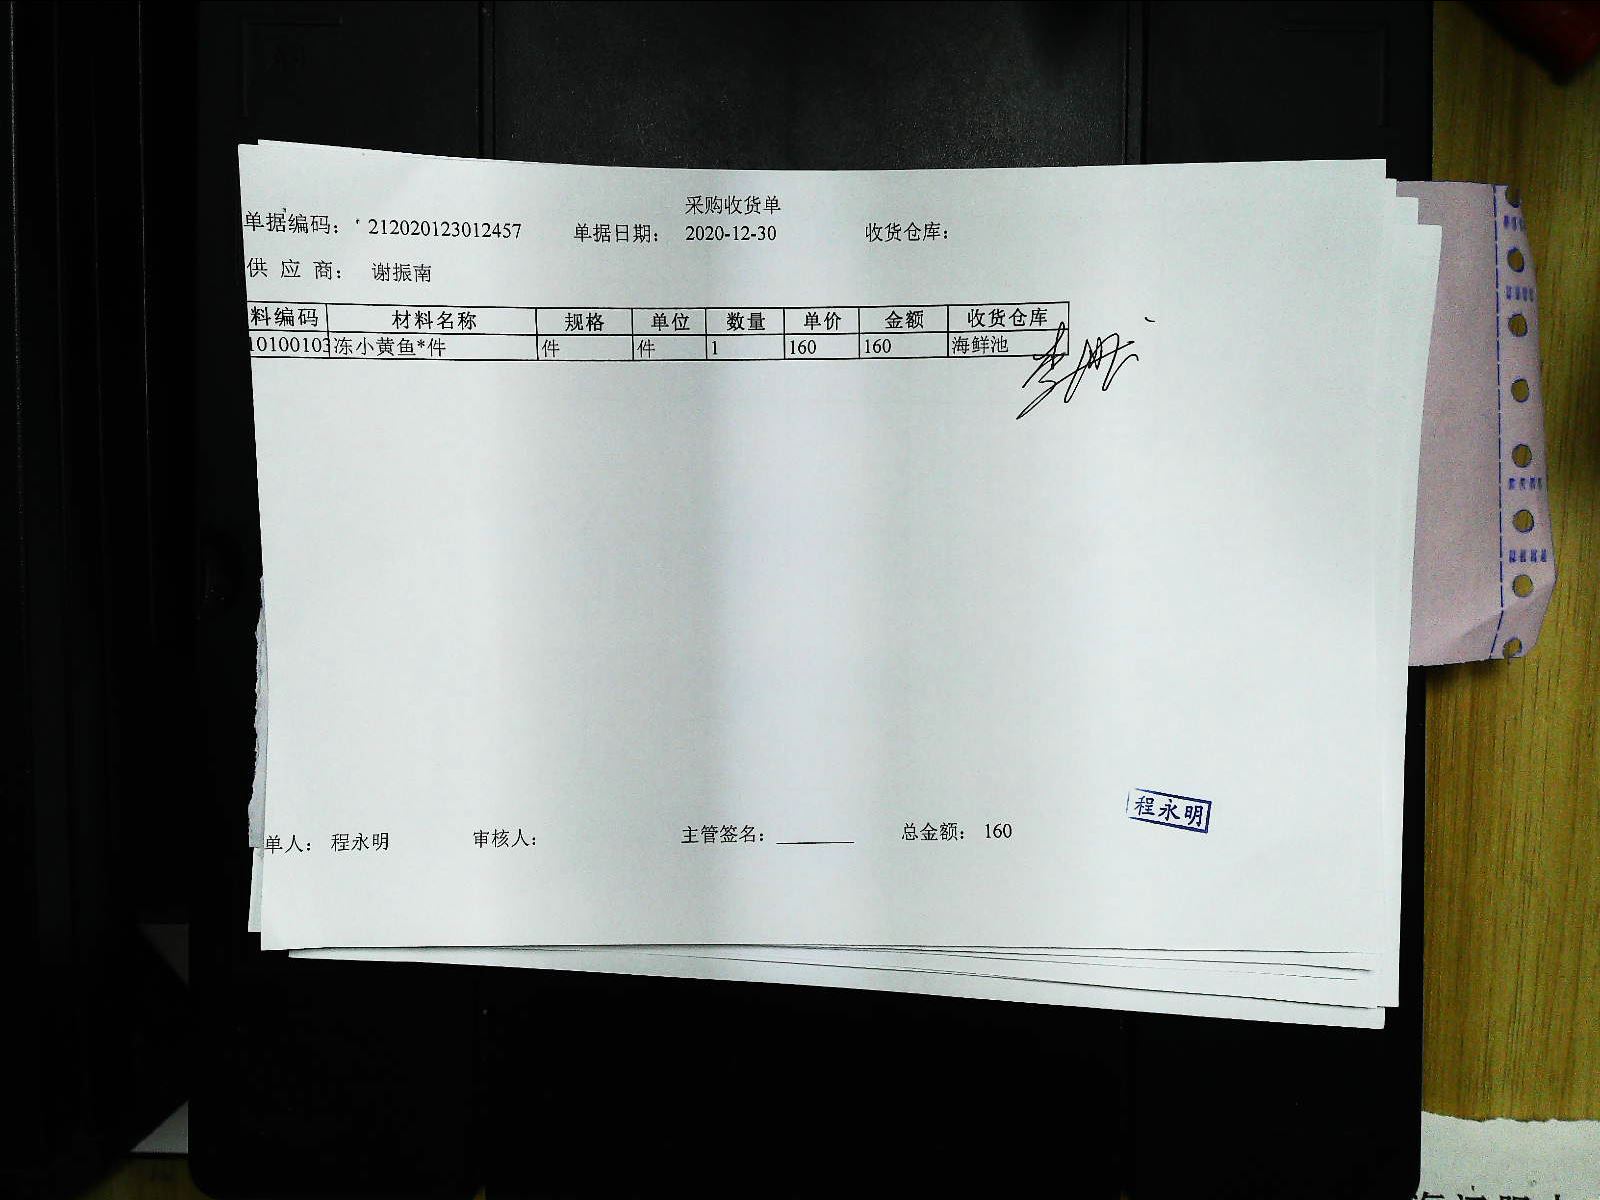 采购收货单
单据编码： 212020123012457 单据日期： 2020-12-30 收货仓库：
供 应 商： 谢振南
料编码 材料名称 规格 单位 数量 单价 金额 收货仓库
10100103 冻小黄鱼*件 件 件 1 160 160 海鲜池
程永明
单人： 程永明 审核人： 主管签名： 总金额： 160